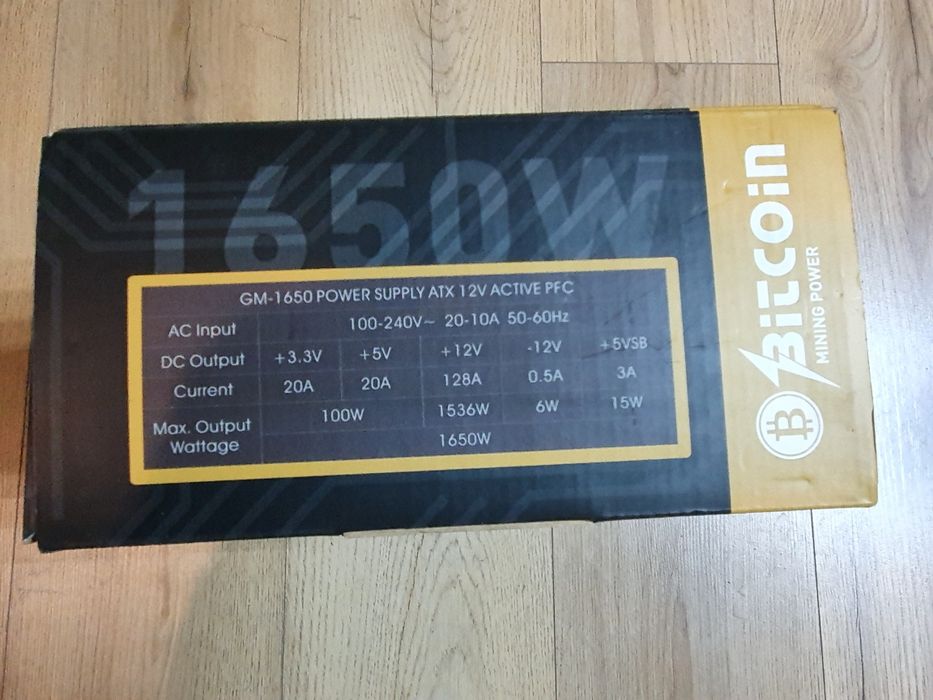 1650W
GM-1650 POWER SUPPLY ATX 12V ACTIVE PFC
AC Input 100-240V~ 20-10A 50-60Hz
DC Output +3.3V +5V +12V -12V +5VSB
Current 20A 20A 128A 0.5A 3A
Max. Output Wattage 100W 1536W 6W 15W
1650W
BITCOIN
MINING POWER